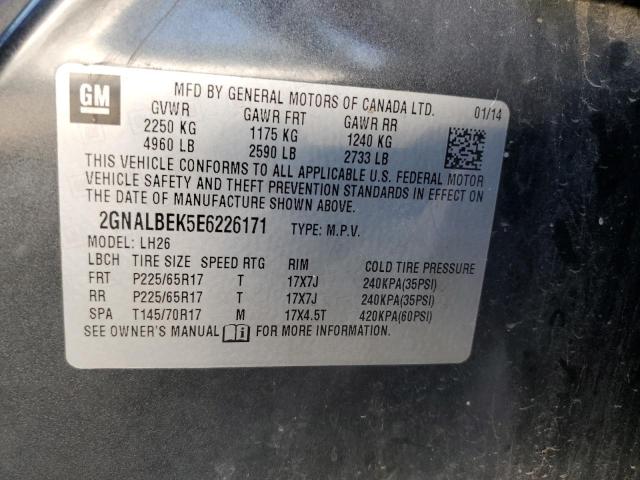 GM
MFD BY GENERAL MOTORS OF CANADA LTD.
01/14
GVWR GAWR FRT GAWR RR
2250 KG 1175 KG 1240 KG
4960 LB 2590 LB 2733 LB
THIS VEHICLE CONFORMS TO ALL APPLICABLE U.S. FEDERAL MOTOR
VEHICLE SAFETY AND THEFT PREVENTION STANDARDS IN EFFECT ON
THE DATE OF MANUFACTURE SHOWN ABOVE.
2GNALBEK5E6226171 TYPE: M.P.V.
MODEL: LH26
LBCH TIRE SIZE SPEED RTG RIM COLD TIRE PRESSURE
FRT P225/65R17 T 17X7J 240KPA(35PSI)
RR P225/65R17 T 17X7J 240KPA(35PSI)
SPA T145/70R17 M 17X4.5T 420KPA(60PSI)
SEE OWNER'S MANUAL i FOR MORE INFORMATION.